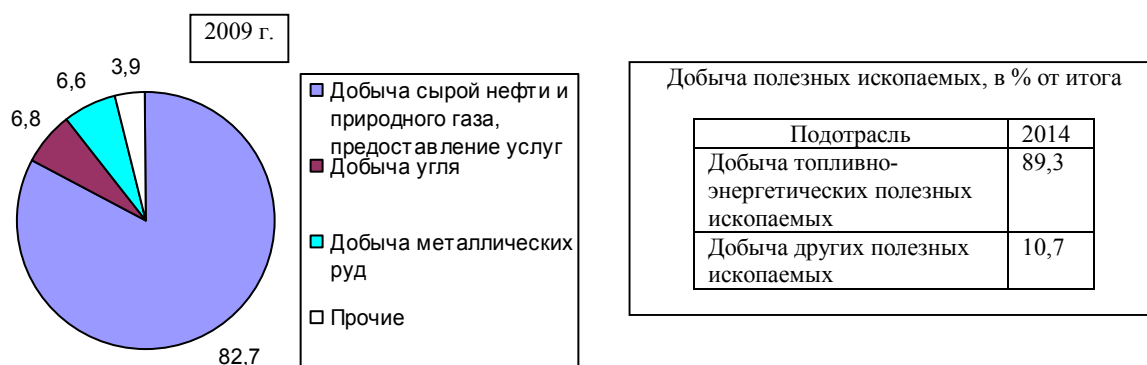 2009 г.
3,9
6,6
6,8
82,7
Добыча сырой нефти и
природного газа,
предоставление услуг
Добыча угля
Добыча металлических
руд
Прочие
Добыча полезных ископаемых, в % от итога
Подотрасль 2014
Добыча топливно- 89,3
энергетических полезных
ископаемых
Добыча других полезных 10,7
ископаемых